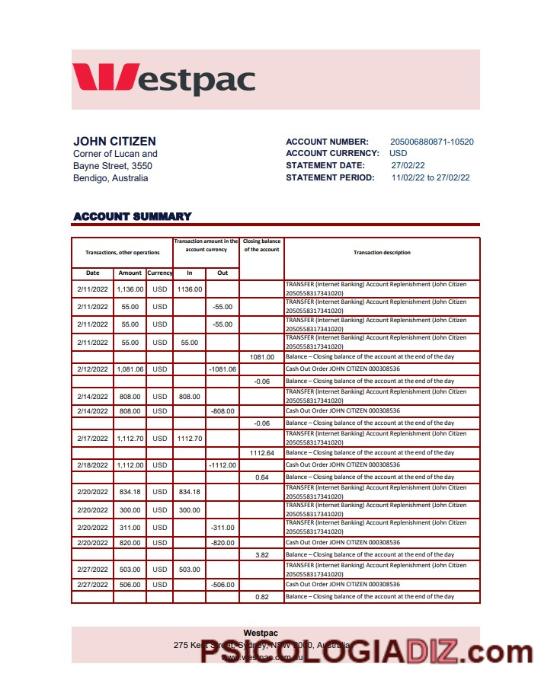 Westpac
JOHN CITIZEN
Corner of Lucan and
Bayne Street, 3550
Bendigo, Australia
ACCOUNT NUMBER: 205006880871-10520
ACCOUNT CURRENCY: USD
STATEMENT DATE: 27/02/22
STATEMENT PERIOD: 11/02/22 to 27/02/22
ACCOUNT SUMMARY
Transactions, other operations
Transaction amount in the
account currency
Closing balance
of the account
Transaction description
Date Amount Currency In Out
2/11/2022 1,136.00 USD 1136.00 TRANSFER (Internet Banking) Account Replenishment (John Citizen
2050558317341020)
2/11/2022 55.00 USD -55.00 TRANSFER (Internet Banking) Account Replenishment (John Citizen
2050558317341020)
2/11/2022 55.00 USD -55.00 TRANSFER (Internet Banking) Account Replenishment (John Citizen
2050558317341020)
2/11/2022 55.00 USD 55.00 TRANSFER (Internet Banking) Account Replenishment (John Citizen
2050558317341020)
1081.00 Balance – Closing balance of the account at the end of the day
2/12/2022 1,081.06 USD -1081.06 Cash Out Order JOHN CITIZEN 000308536
-0.06 Balance – Closing balance of the account at the end of the day
2/14/2022 808.00 USD 808.00 TRANSFER (Internet Banking) Account Replenishment (John Citizen
2050558317341020)
2/14/2022 808.00 USD -808.00 Cash Out Order JOHN CITIZEN 000308536
-0.06 Balance – Closing balance of the account at the end of the day
2/17/2022 1,112.70 USD 1112.70 TRANSFER (Internet Banking) Account Replenishment (John Citizen
2050558317341020)
1112.64 Balance – Closing balance of the account at the end of the day
2/18/2022 1,112.00 USD -1112.00 Cash Out Order JOHN CITIZEN 000308536
0.64 Balance – Closing balance of the account at the end of the day
2/20/2022 834.18 USD 834.18 TRANSFER (Internet Banking) Account Replenishment (John Citizen
2050558317341020)
2/20/2022 300.00 USD 300.00 TRANSFER (Internet Banking) Account Replenishment (John Citizen
2050558317341020)
2/20/2022 311.00 USD -311.00 TRANSFER (Internet Banking) Account Replenishment (John Citizen
2050558317341020)
2/20/2022 820.00 USD -820.00 Cash Out Order JOHN CITIZEN 000308536
3.82 Balance – Closing balance of the account at the end of the day
2/27/2022 503.00 USD 503.00 TRANSFER (Internet Banking) Account Replenishment (John Citizen
2050558317341020)
2/27/2022 506.00 USD -506.00 Cash Out Order JOHN CITIZEN 000308536
0.82 Balance – Closing balance of the account at the end of the day
Westpac
275 Kent Street, Sydney, NSW 2000, Australia
PSICOLOGIADIZ.com